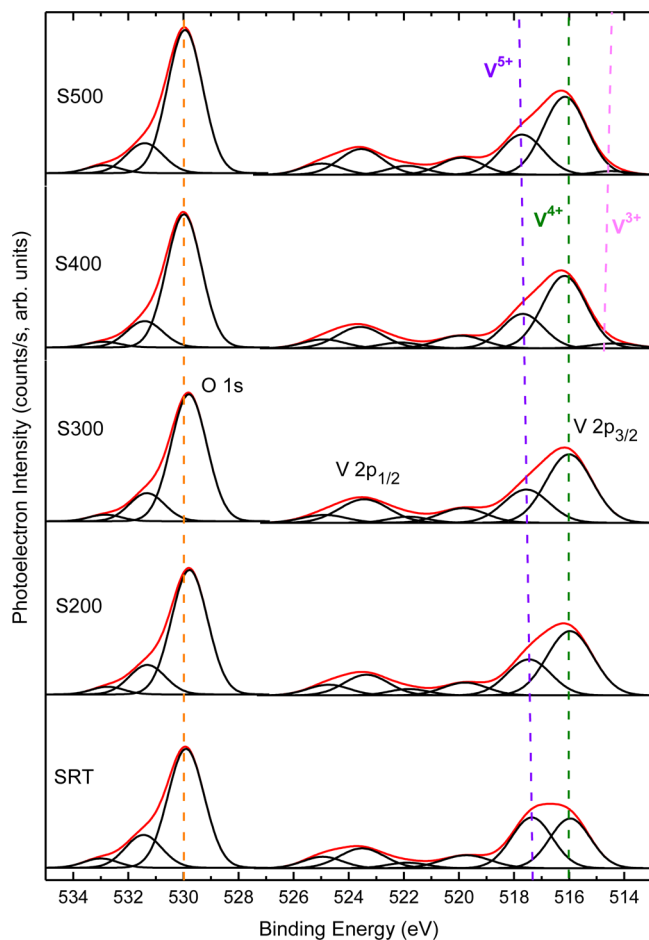 S500
V5+
V4+
V3+
S400
O 1s
S300
V 2p1/2
V 2p3/2
S200
SRT
534 532 530 528 526 524 522 520 518 516 514
Binding Energy (eV)
Photoelectron Intensity (counts/s, arb. units)